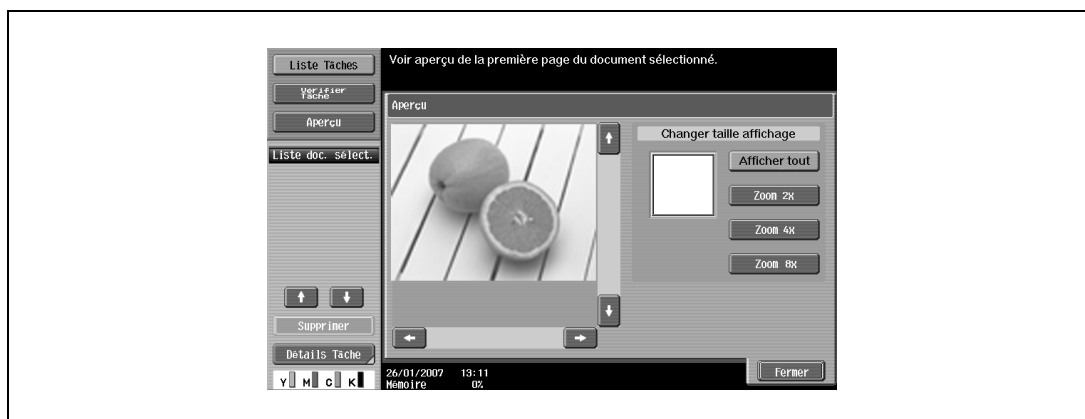 Voir aperçu de la première page du document sélectionné.
Liste Tâches
Vérifier
Tâche
Aperçu
Liste doc. sélect.
Supprimer
Détails Tâche
Y M C K
Aperçu
Changer taille affichage
Afficher tout
Zoom 2X
Zoom 4X
Zoom 8X
26/01/2007 13:11
Mémoire 0%
Fermer